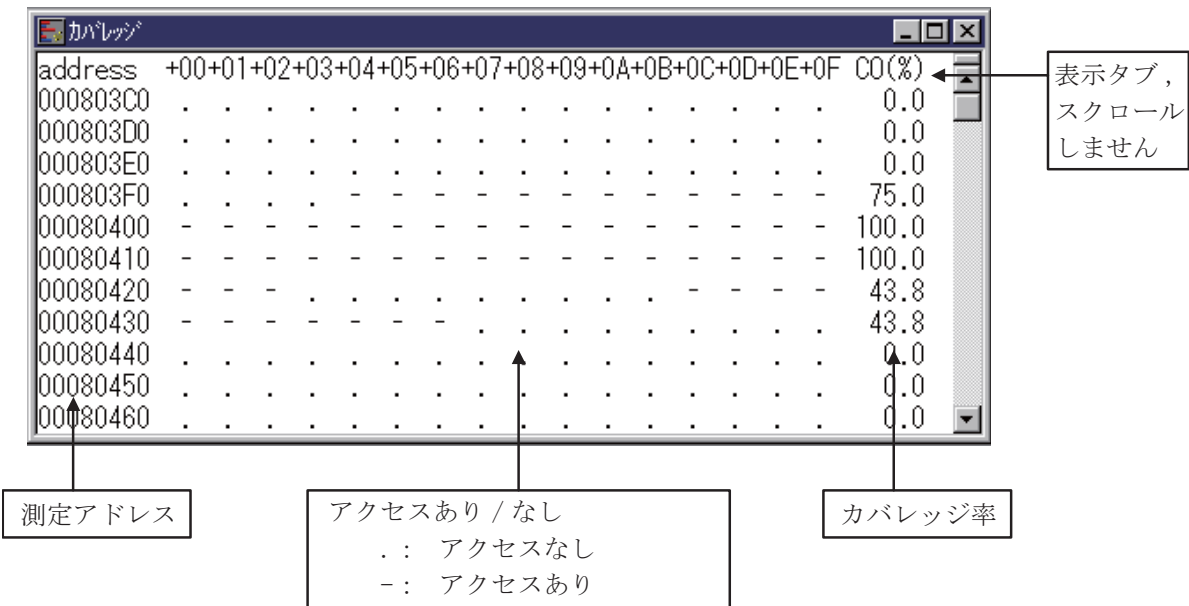 カバレッジ
address +00+01+02+03+04+05+06+07+08+09+0A+0B+0C+0D+0E+0F C0(%)
000803C0 . . . . . . . . . . . . . . . . 0.0
000803D0 . . . . . . . . . . . . . . . . 0.0
000803E0 . . . . . . . . . . . . . . . . 0.0
000803F0 . . . . - - - - - - - - - - - - 75.0
00080400 - - - - - - - - - - - - - - - - 100.0
00080410 - - - - - - - - - - - - - - - - 100.0
00080420 - - - . . . . . . . . . - - - - 43.8
00080430 - - - - - - - . . . . . . . . . 43.8
00080440 . . . . . . . . . . . . . . . . 0.0
00080450 . . . . . . . . . . . . . . . . 0.0
00080460 . . . . . . . . . . . . . . . . 0.0
表示タブ,
スクロール
しません
測定アドレス
アクセスあり / なし
. : アクセスなし
- : アクセスあり
カバレッジ率